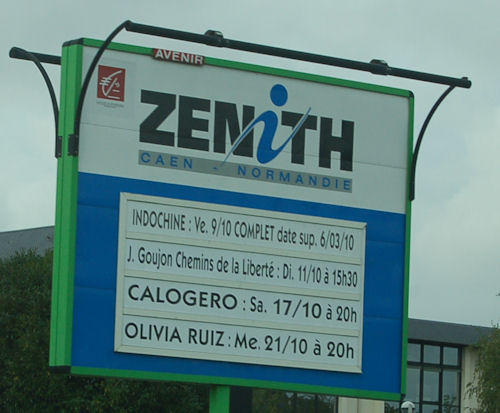 AVENIR
ZENiTH
CAEN NORMANDIE
INDOCHINE : Ve. 9/10 COMPLET date sup. 6/03/10
J. Goujon Chemins de la Liberté : Di. 11/10 à 15h30
CALOGERO : Sa. 17/10 à 20h
OLIVIA RUIZ : Me. 21/10 à 20h